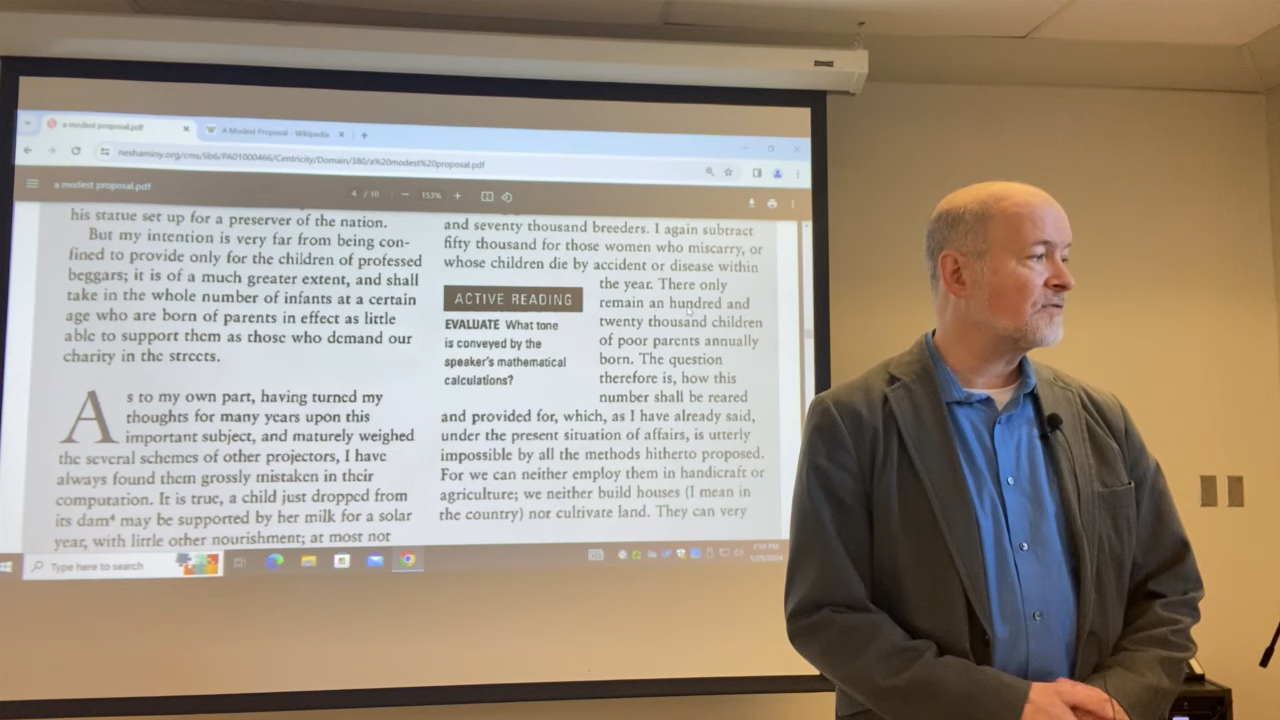 a modest proposal.pdf
A Modest Proposal - Wikipedia
neshaminy.org/cms/lib6/PA01000466/Centricity/Domain/380/a%20modest%20proposal.pdf
a modest proposal.pdf
4 / 10
153%
his statue set up for a preserver of the nation.
But my intention is very far from being con-
fined to provide only for the children of professed
beggars; it is of a much greater extent, and shall
take in the whole number of infants at a certain
age who are born of parents in effect as little
able to support them as those who demand our
charity in the streets.
As to my own part, having turned my
thoughts for many years upon this
important subject, and maturely weighed
the several schemes of other projectors, I have
always found them grossly mistaken in their
computation. It is true, a child just dropped from
its dam⁴ may be supported by her milk for a solar
year, with little other nourishment; at most not
and seventy thousand breeders. I again subtract
fifty thousand for those women who miscarry, or
whose children die by accident or disease within
the year. There only
remain an hundred and
twenty thousand children
of poor parents annually
born. The question
therefore is, how this
number shall be reared
ACTIVE READING
EVALUATE What tone
is conveyed by the
speaker's mathematical
calculations?
and provided for, which, as I have already said,
under the present situation of affairs, is utterly
impossible by all the methods hitherto proposed.
For we can neither employ them in handicraft or
agriculture; we neither build houses (I mean in
the country) nor cultivate land. They can very
Type here to search